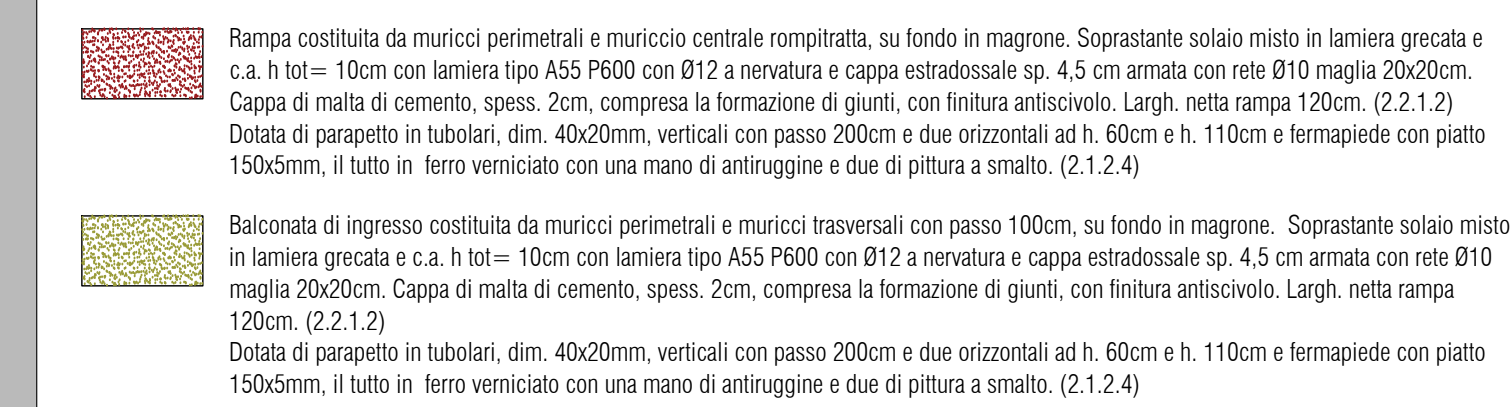 Rampa costituita da muricci perimetrali e muriccio centrale rompitratta, su fondo in magrone. Soprastante solaio misto in lamiera grecata e
c.a. h tot= 10cm con lamiera tipo A55 P600 con Ø12 a nervatura e cappa estradossale sp. 4,5 cm armata con rete Ø10 maglia 20x20cm.
Cappa di malta di cemento, spess. 2cm, compresa la formazione di giunti, con finitura antiscivolo. Largh. netta rampa 120cm. (2.2.1.2)
Dotata di parapetto in tubolari, dim. 40x20mm, verticali con passo 200cm e due orizzontali ad h. 60cm e h. 110cm e fermapiede con piatto
150x5mm, il tutto in  ferro verniciato con una mano di antiruggine e due di pittura a smalto. (2.1.2.4)
Balconata di ingresso costituita da muricci perimetrali e muricci trasversali con passo 100cm, su fondo in magrone.  Soprastante solaio misto
in lamiera grecata e c.a. h tot= 10cm con lamiera tipo A55 P600 con Ø12 a nervatura e cappa estradossale sp. 4,5 cm armata con rete Ø10
maglia 20x20cm. Cappa di malta di cemento, spess. 2cm, compresa la formazione di giunti, con finitura antiscivolo. Largh. netta rampa
120cm. (2.2.1.2)
Dotata di parapetto in tubolari, dim. 40x20mm, verticali con passo 200cm e due orizzontali ad h. 60cm e h. 110cm e fermapiede con piatto
150x5mm, il tutto in  ferro verniciato con una mano di antiruggine e due di pittura a smalto. (2.1.2.4)